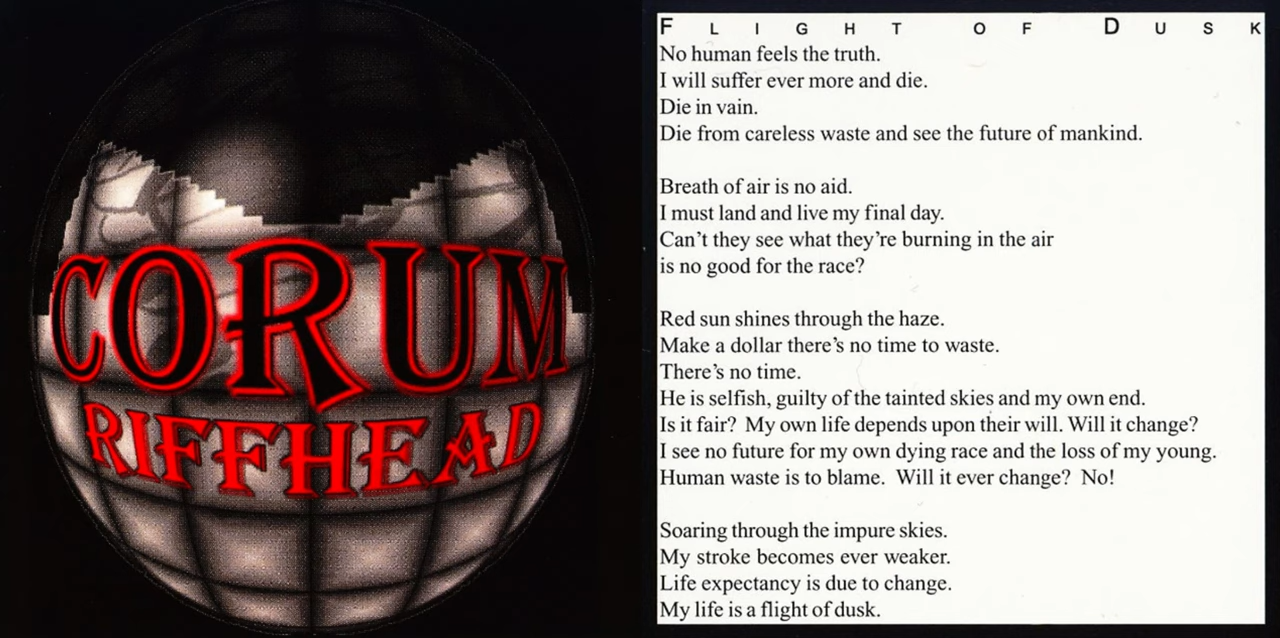 CORUM
RIFFHEAD
Flight of Dusk
No human feels the truth.
I will suffer ever more and die.
Die in vain.
Die from careless waste and see the future of mankind.
Breath of air is no aid.
I must land and live my final day.
Can't they see what they're burning in the air
is no good for the race?
Red sun shines through the haze.
Make a dollar there's no time to waste.
There's no time.
He is selfish, guilty of the tainted skies and my own end.
Is it fair?  My own life depends upon their will. Will it change?
I see no future for my own dying race and the loss of my young.
Human waste is to blame.  Will it ever change?  No!
Soaring through the impure skies.
My stroke becomes ever weaker.
Life expectancy is due to change.
My life is a flight of dusk.